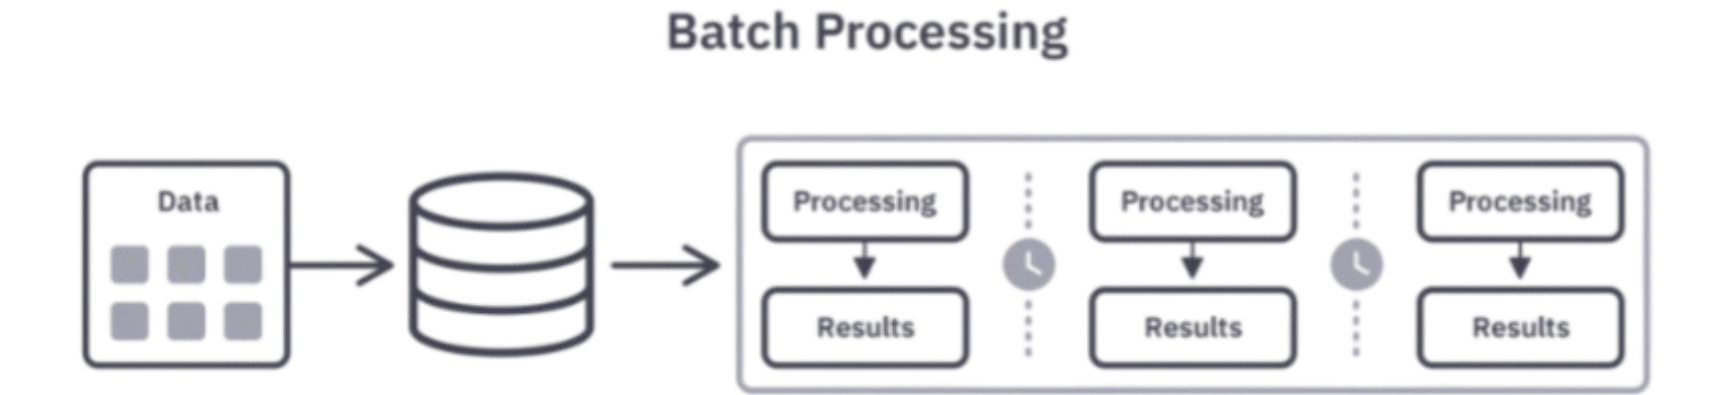 Batch Processing
Data
Processing
Results
Processing
Results
Processing
Results